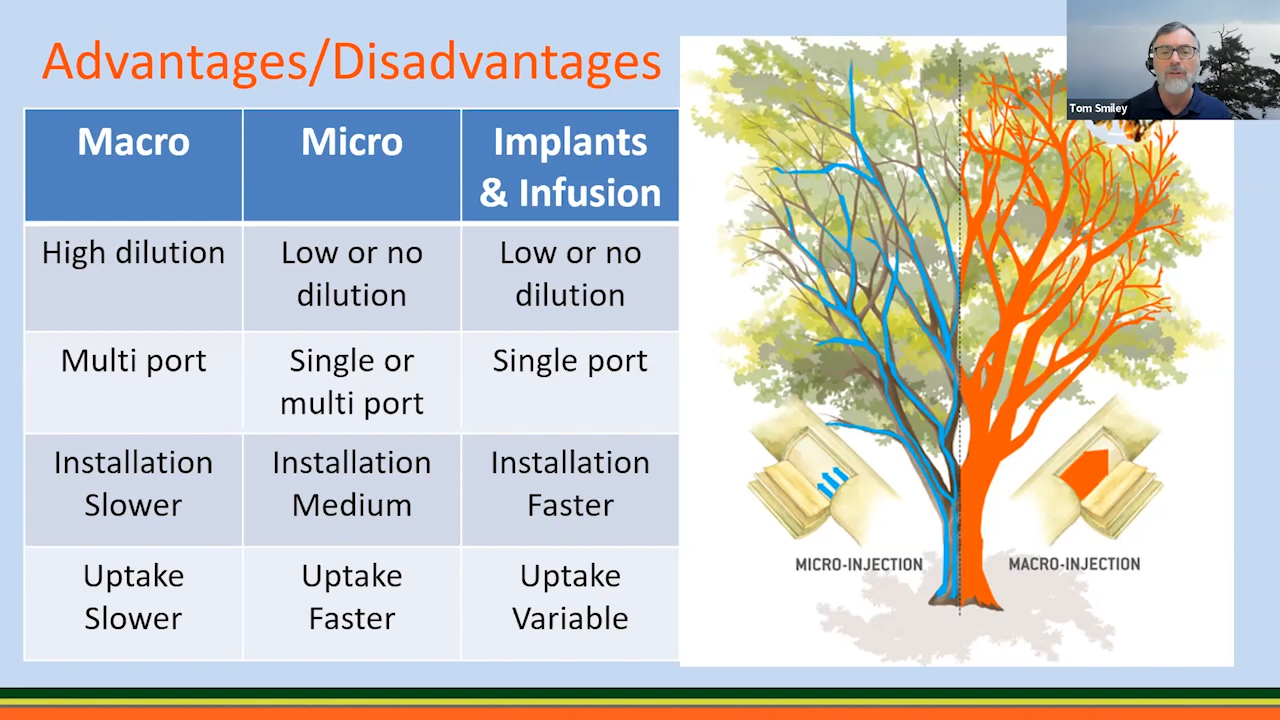 Advantages/Disadvantages
Tom Smiley
Macro
Micro
Implants
& Infusion
High dilution
Low or no
dilution
Low or no
dilution
Multi port
Single or
multi port
Single port
Installation
Slower
Installation
Medium
Installation
Faster
Uptake
Slower
Uptake
Faster
Uptake
Variable
MICRO-INJECTION
MACRO-INJECTION